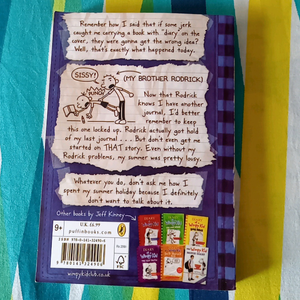 Remember how I said that if some jerk
caught me carrying a book with "diary" on
the cover, they were gonna get the wrong idea?
Well, that's exactly what happened today.
SISSY!
PUNCH
(MY BROTHER RODRICK)
Now that Rodrick
knows I have another
journal, I'd better
remember to keep
this one locked up. Rodrick actually got hold
of my last journal . . . But don't even get me
started on THAT story. Even without my
Rodrick problems, my summer was pretty lousy.
Whatever you do, don't ask me how I
spent my summer holiday because I definitely
don't want to talk about it.
Other books by Jeff Kinney
9+
U.K. £6.99
puffinbooks.com
FSC
wimpykidclub.co.uk